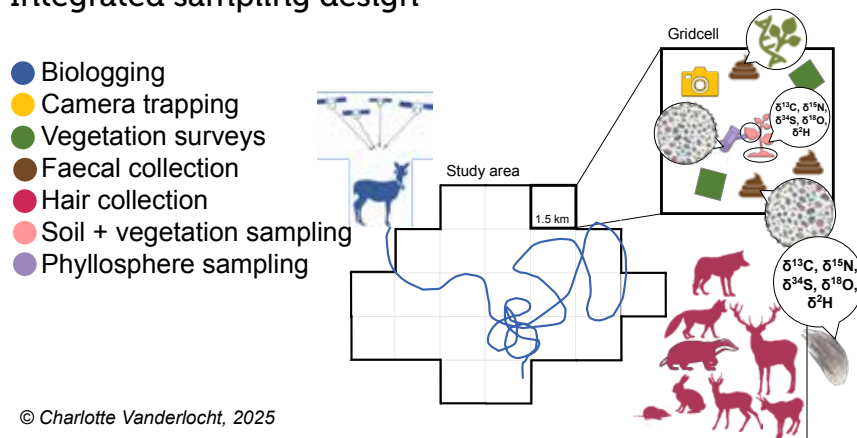 Integrated sampling design
Biologging
Camera trapping
Vegetation surveys
Faecal collection
Hair collection
Soil + vegetation sampling
Phyllosphere sampling
Study area
1.5 km
Gridcell
δ¹³C, δ¹⁵N,
δ³⁴S, δ¹⁸O,
δ²H
δ¹³C, δ¹⁵N,
δ³⁴S, δ¹⁸O,
δ²H
© Charlotte Vanderlocht, 2025